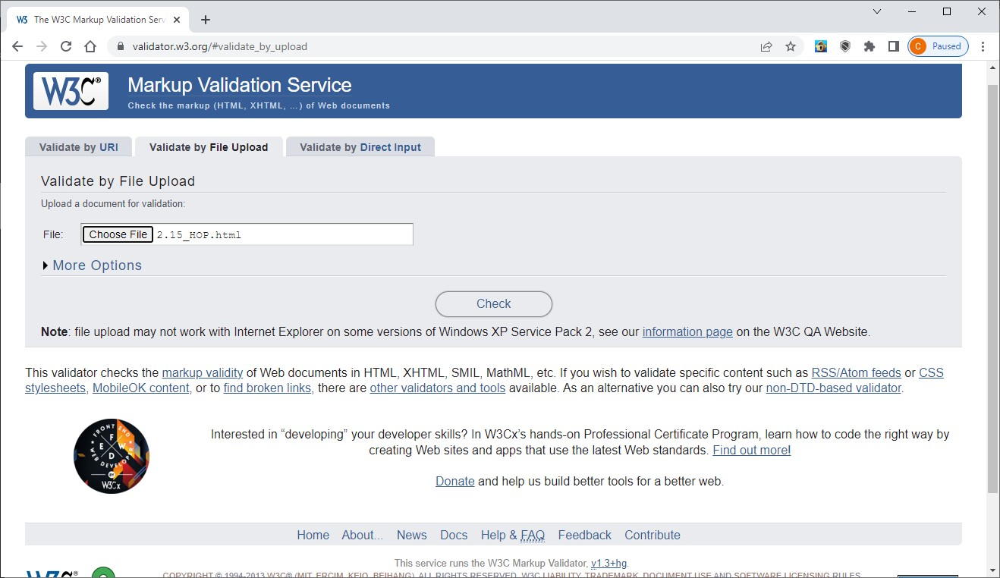 The W3C Markup Validation Serv
validator.w3.org/#validate_by_upload
C Paused
W3C® Markup Validation Service
Check the markup (HTML, XHTML, …) of Web documents
Validate by URI Validate by File Upload Validate by Direct Input
Validate by File Upload
Upload a document for validation:
File: Choose File 2.15_HOP.html
More Options
Check
Note: file upload may not work with Internet Explorer on some versions of Windows XP Service Pack 2, see our information page on the W3C QA Website.
This validator checks the markup validity of Web documents in HTML, XHTML, SMIL, MathML, etc. If you wish to validate specific content such as RSS/Atom feeds or CSS
stylesheets, MobileOK content, or to find broken links, there are other validators and tools available. As an alternative you can also try our non-DTD-based validator.
FRONT END
F E W D
WEB DEVELOPER
BY
W3Cx
Interested in “developing” your developer skills? In W3Cx’s hands-on Professional Certificate Program, learn how to code the right way by
creating Web sites and apps that use the latest Web standards. Find out more!
Donate and help us build better tools for a better web.
Home About... News Docs Help & FAQ Feedback Contribute
This service runs the W3C Markup Validator, v1.3+hg.
W3C® COPYRIGHT © 1994-2013 W3C® (MIT, ERCIM, KEIO, BEIHANG), ALL RIGHTS RESERVED. W3C LIABILITY, TRADEMARK, DOCUMENT USE AND SOFTWARE LICENSING RULES